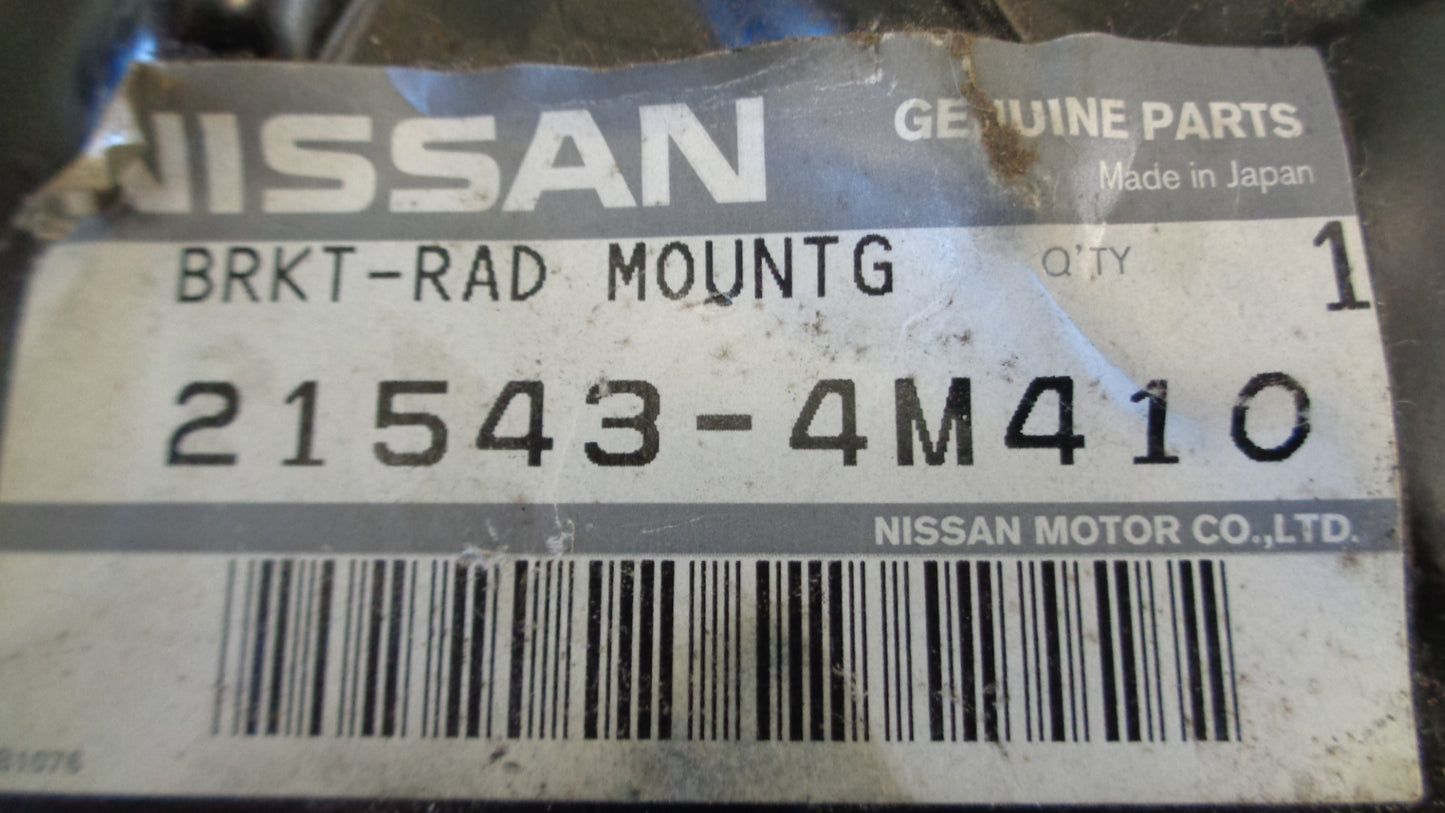 NISSAN
GENUINE PARTS
Made in Japan
BRKT-RAD MOUNTG Q'TY 1
21543-4M410
NISSAN MOTOR CO.,LTD.